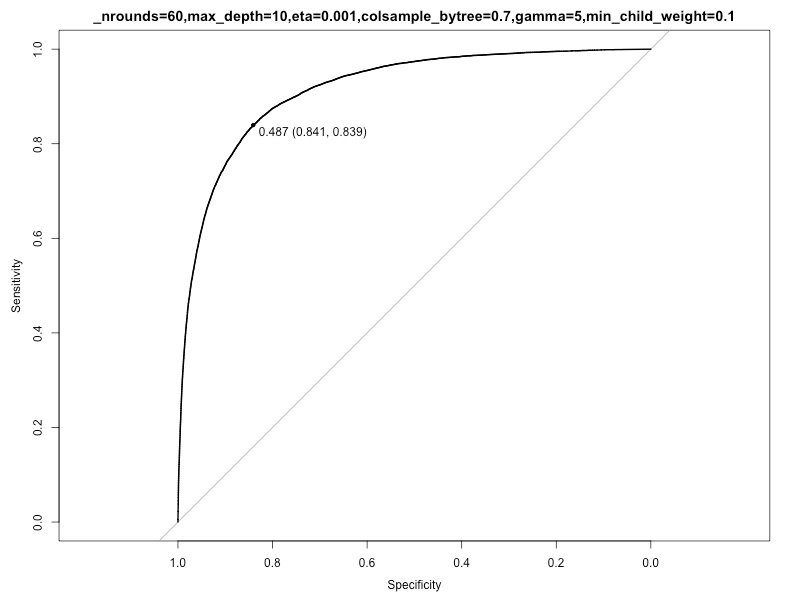 _nrounds=60,max_depth=10,eta=0.001,colsample_bytree=0.7,gamma=5,min_child_weight=0.1
1.0
0.8
0.6
0.4
0.2
0.0
Sensitivity
0.487 (0.841, 0.839)
1.0 0.8 0.6 0.4 0.2 0.0
Specificity